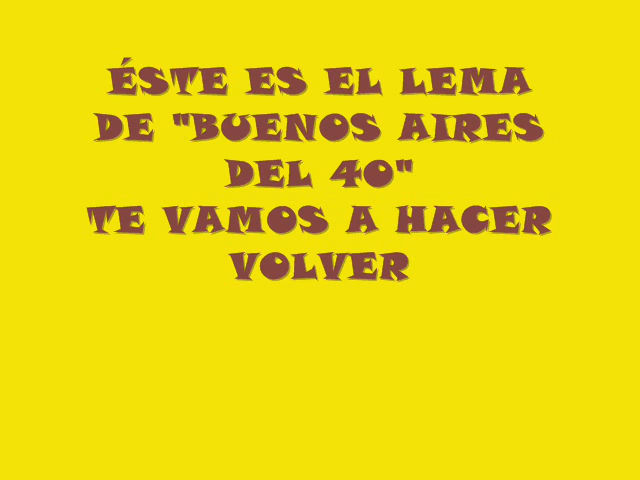 ÉSTE ES EL LEMA
DE "BUENOS AIRES
DEL 40"
TE VAMOS A HACER
VOLVER